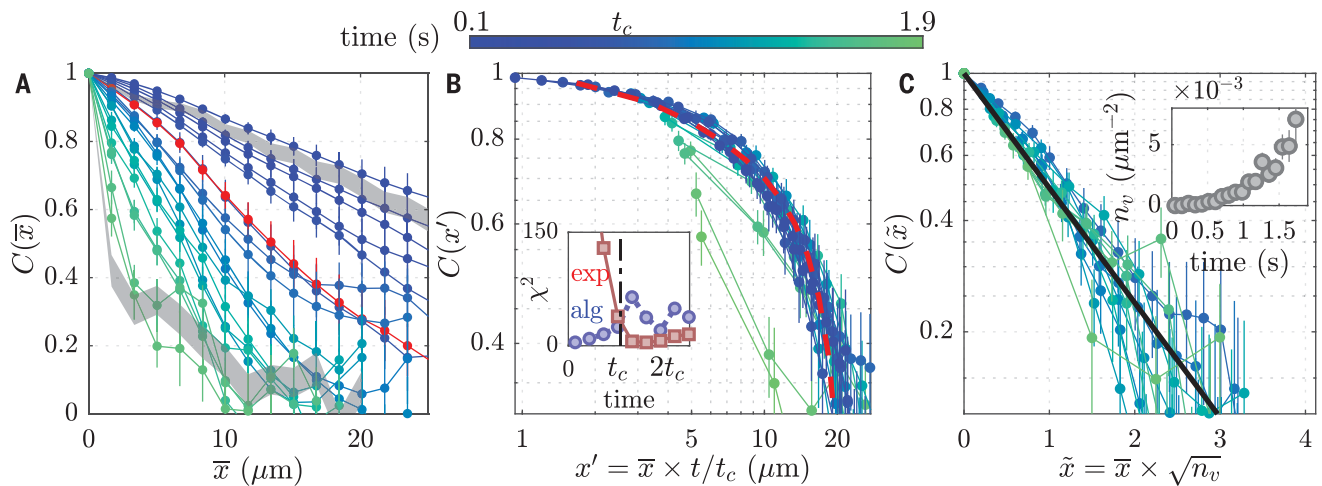 time (s)
0.1
t_c
1.9
A
C(x̅)
1
0.8
0.6
0.4
0.2
0
0
10
20
x̅ (μm)
B
C(x′)
1
0.8
0.6
0.4
1
5
10
20
x′ = x̅ × t/t_c (μm)
χ²
150
0
exp
alg
0
t_c
2t_c
time
C
C(x̃)
1
0.8
0.6
0.4
0.2
0
1
2
3
4
x̃ = x̅ × √n_v
×10⁻³
n_v (μm⁻²)
5
0
0
0.5
1
1.5
time (s)